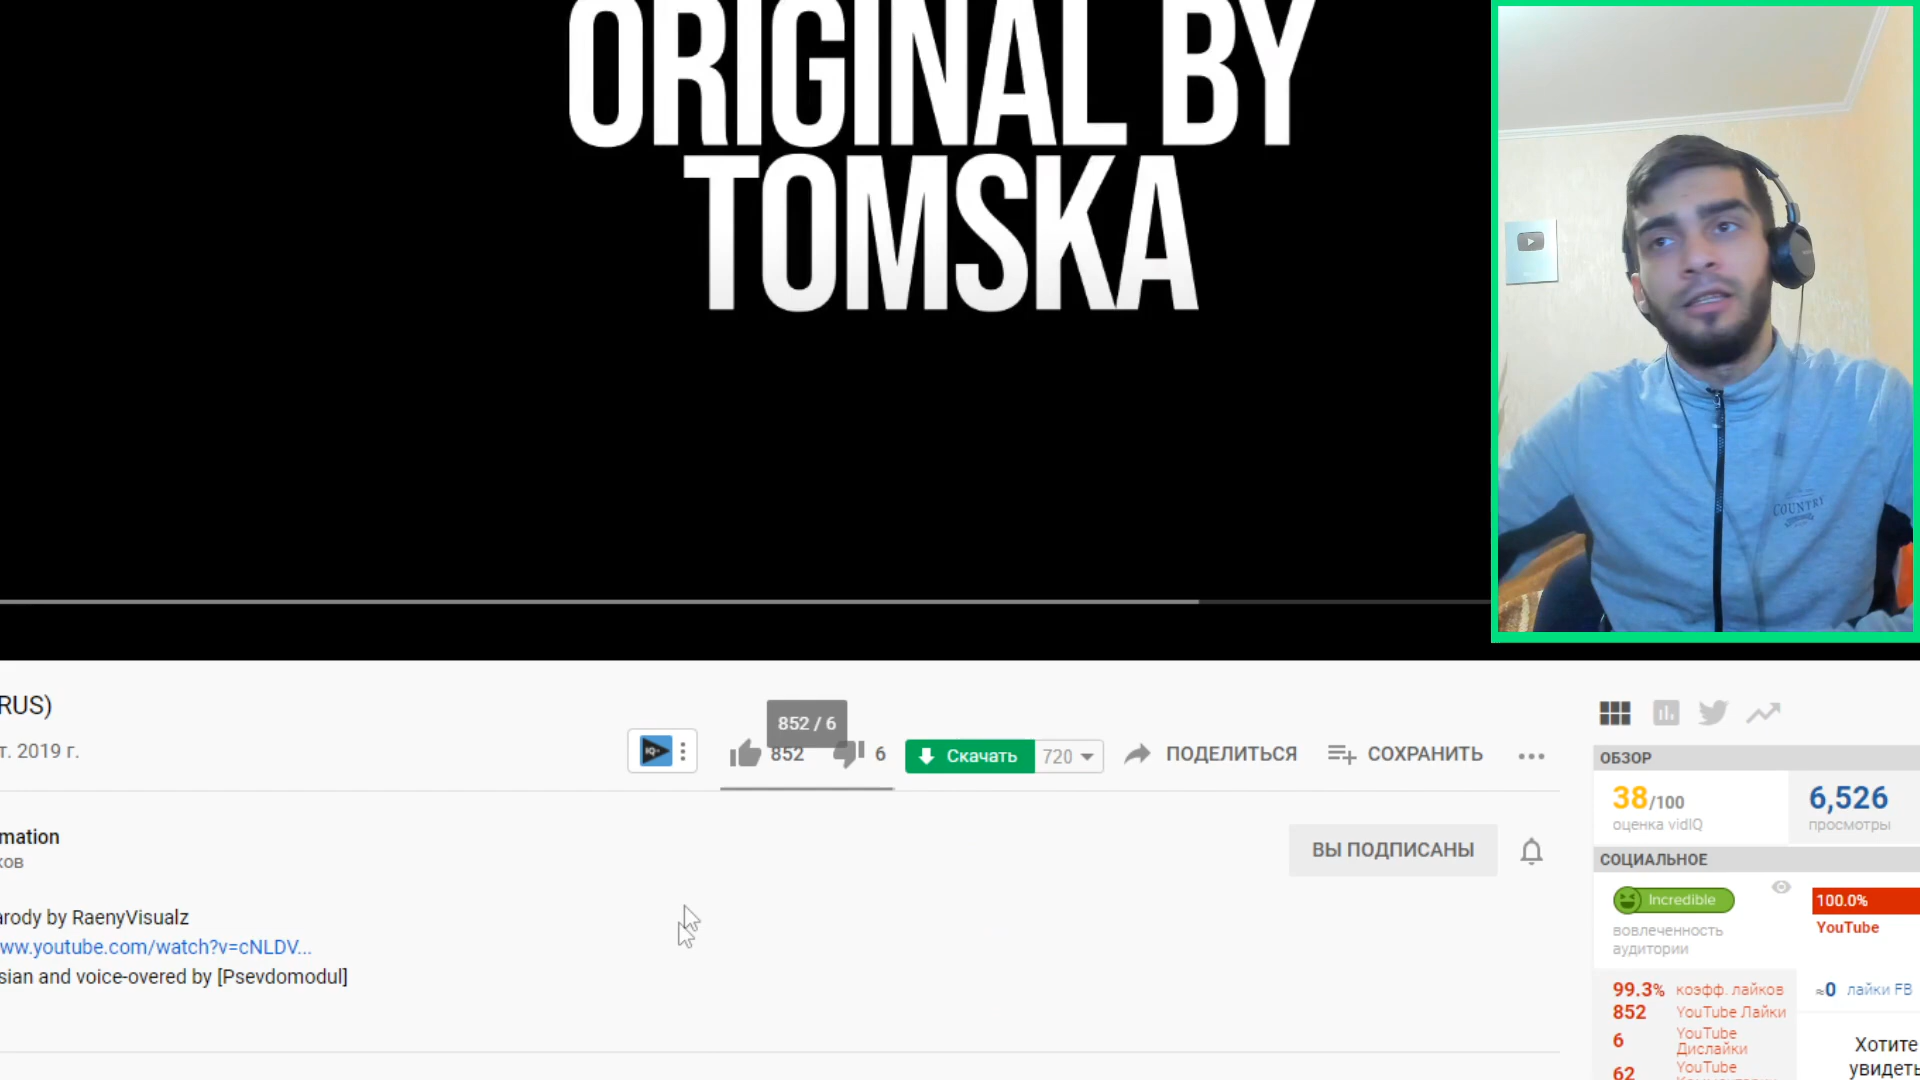 ORIGINAL BY
TOMSKA
COUNTRY
RUS)
т. 2019 г.
852 / 6
IQ
852
6
Скачать
720
ПОДЕЛИТЬСЯ
СОХРАНИТЬ
mation
ков
ВЫ ПОДПИСАНЫ
arody by RaenyVisualz
ww.youtube.com/watch?v=cNLDV...
sian and voice-overed by [Psevdomodul]
ОБЗОР
38/100
оценка vidIQ
6,526
просмотры
СОЦИАЛЬНОЕ
Incredible
вовлеченность
аудитории
100.0%
YouTube
99.3% коэфф. лайков
852 YouTube Лайки
6 YouTube
Дислайки
62 YouTube
≈0 лайки FB
Хотите
увидеть